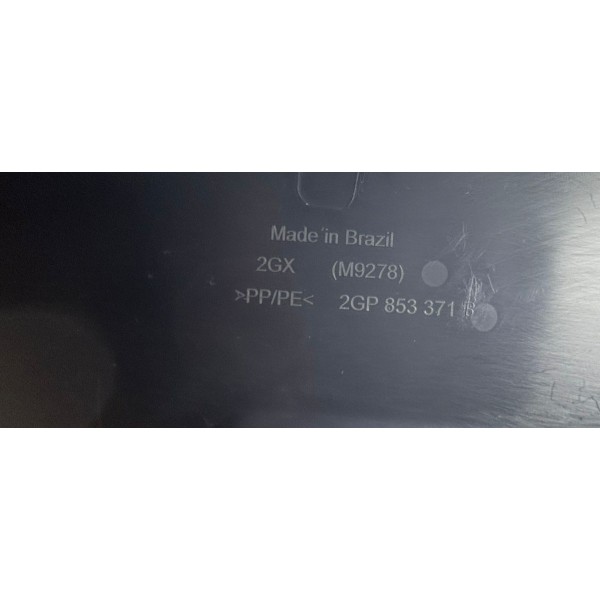 Made in Brazil
2GX (M9278)
>PP/PE< 2GP 853 371